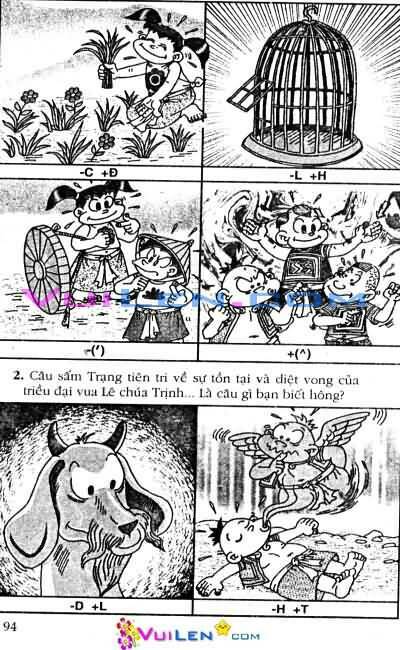 -C +Đ
-L +H
VuiLEN.COM
-(')
+(^)
2. Câu sấm Trạng tiên tri về sự tồn tại và diệt vong của
triều đại vua Lê chúa Trịnh... Là câu gì bạn biết hông?
-D +L
-H +T
94
VuiLEN.COM